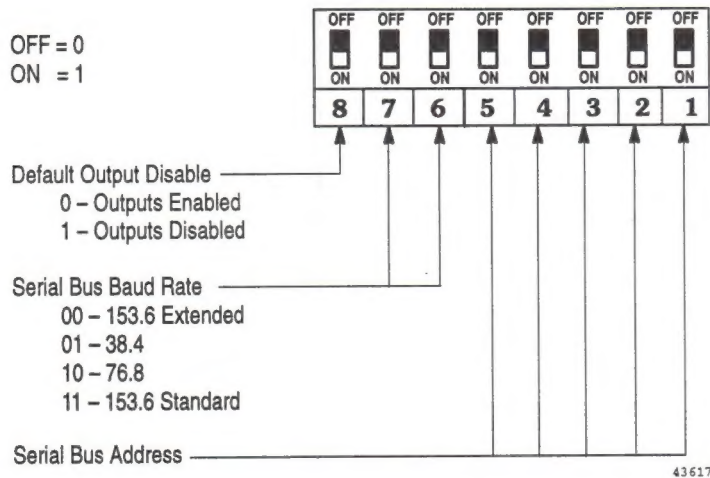 OFF OFF OFF OFF OFF OFF OFF OFF
OFF = 0
ON = 1
ON ON ON ON ON ON ON ON
8 7 6 5 4 3 2 1
Default Output Disable
0 – Outputs Enabled
1 – Outputs Disabled
Serial Bus Baud Rate
00 – 153.6 Extended
01 – 38.4
10 – 76.8
11 – 153.6 Standard
Serial Bus Address
43617